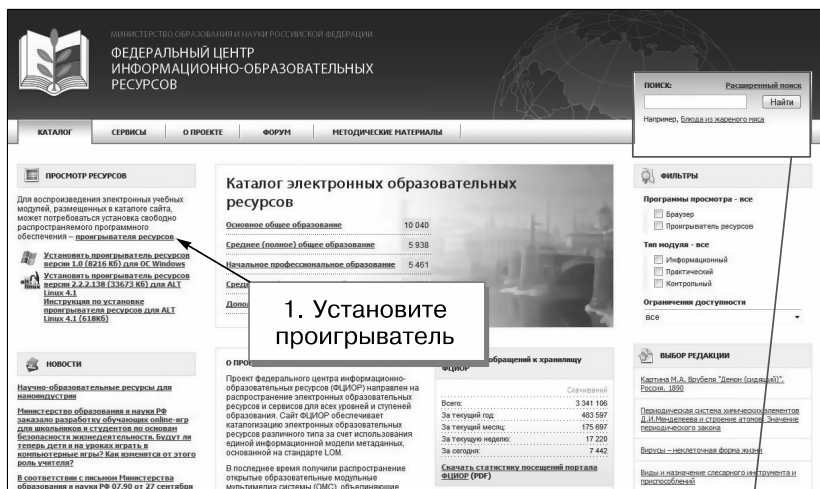 МИНИСТЕРСТВО ОБРАЗОВАНИЯ И НАУКИ РОССИЙСКОЙ ФЕДЕРАЦИИ
ФЕДЕРАЛЬНЫЙ ЦЕНТР
ИНФОРМАЦИОННО-ОБРАЗОВАТЕЛЬНЫХ
РЕСУРСОВ
ПОИСК: Расширенный поиск
Найти
Например, Блюда из жареного мяса
КАТАЛОГ СЕРВИСЫ О ПРОЕКТЕ ФОРУМ МЕТОДИЧЕСКИЕ МАТЕРИАЛЫ
ПРОСМОТР РЕСУРСОВ
Для воспроизведения электронных учебных
модулей, размещенных в каталоге сайта,
может потребоваться установка свободно
распространяемого программного
обеспечения – проигрывателя ресурсов
Установить проигрыватель ресурсов
версии 1.0 (8216 Кб) для ОС Windows
Установить проигрыватель ресурсов
версии 2.2.2.138 (33673 Кб) для ALT
Linux 4.1
Инструкция по установке
проигрывателя ресурсов для ALT
Linux 4.1 (618Кб)
НОВОСТИ
Научно-образовательные ресурсы для
наноиндустрии
Министерство образования и науки РФ
заказало разработку обучающих online-игр
для школьников и студентов по основам
безопасности жизнедеятельности. Будут ли
теперь дети и на уроках играть в
компьютерные игры? Как изменится от этого
роль учителя?
В соответствии с письмом Министерства
образования и науки РФ 07.90 от 27 сентября
Каталог электронных образовательных
ресурсов
Основное общее образование 10 040
Среднее (полное) общее образование 5 938
Начальное профессиональное образование 5 461
1. Установите
проигрыватель
О
Проект федерального центра информационно-
образовательных ресурсов (ФЦИОР) направлен на
распространение электронных образовательных
ресурсов и сервисов для всех уровней и ступеней
образования. Сайт ФЦИОР обеспечивает
каталогизацию электронных образовательных
ресурсов различного типа за счет использования
единой информационной модели метаданных,
основанной на стандарте LOM.
В последнее время получили распространение
открытые образовательные модульные
мультимедиа системы (ОМС), объединяющие
обращений к хранилищу
ФЦИОР
Скачиваний
Всего: 3 341 106
За текущий год: 483 597
За текущий месяц: 175 697
За текущую неделю: 17 220
За сегодня: 7 442
Скачать статистику посещений портала
ФЦИОР (PDF)
ФИЛЬТРЫ
Программы просмотра - все
Браузер
Проигрыватель ресурсов
Тип модуля - все
Информационный
Практический
Контрольный
Ограничения доступности
все
ВЫБОР РЕДАКЦИИ
Картина М.А. Врубеля "Демон (сидящий)".
Россия. 1890
Периодическая система химических элементов
Д.И.Менделеева и строение атомов. Значение
периодического закона
Вирусы – неклеточная форма жизни
Виды и назначение слесарного инструмента и
приспособлений